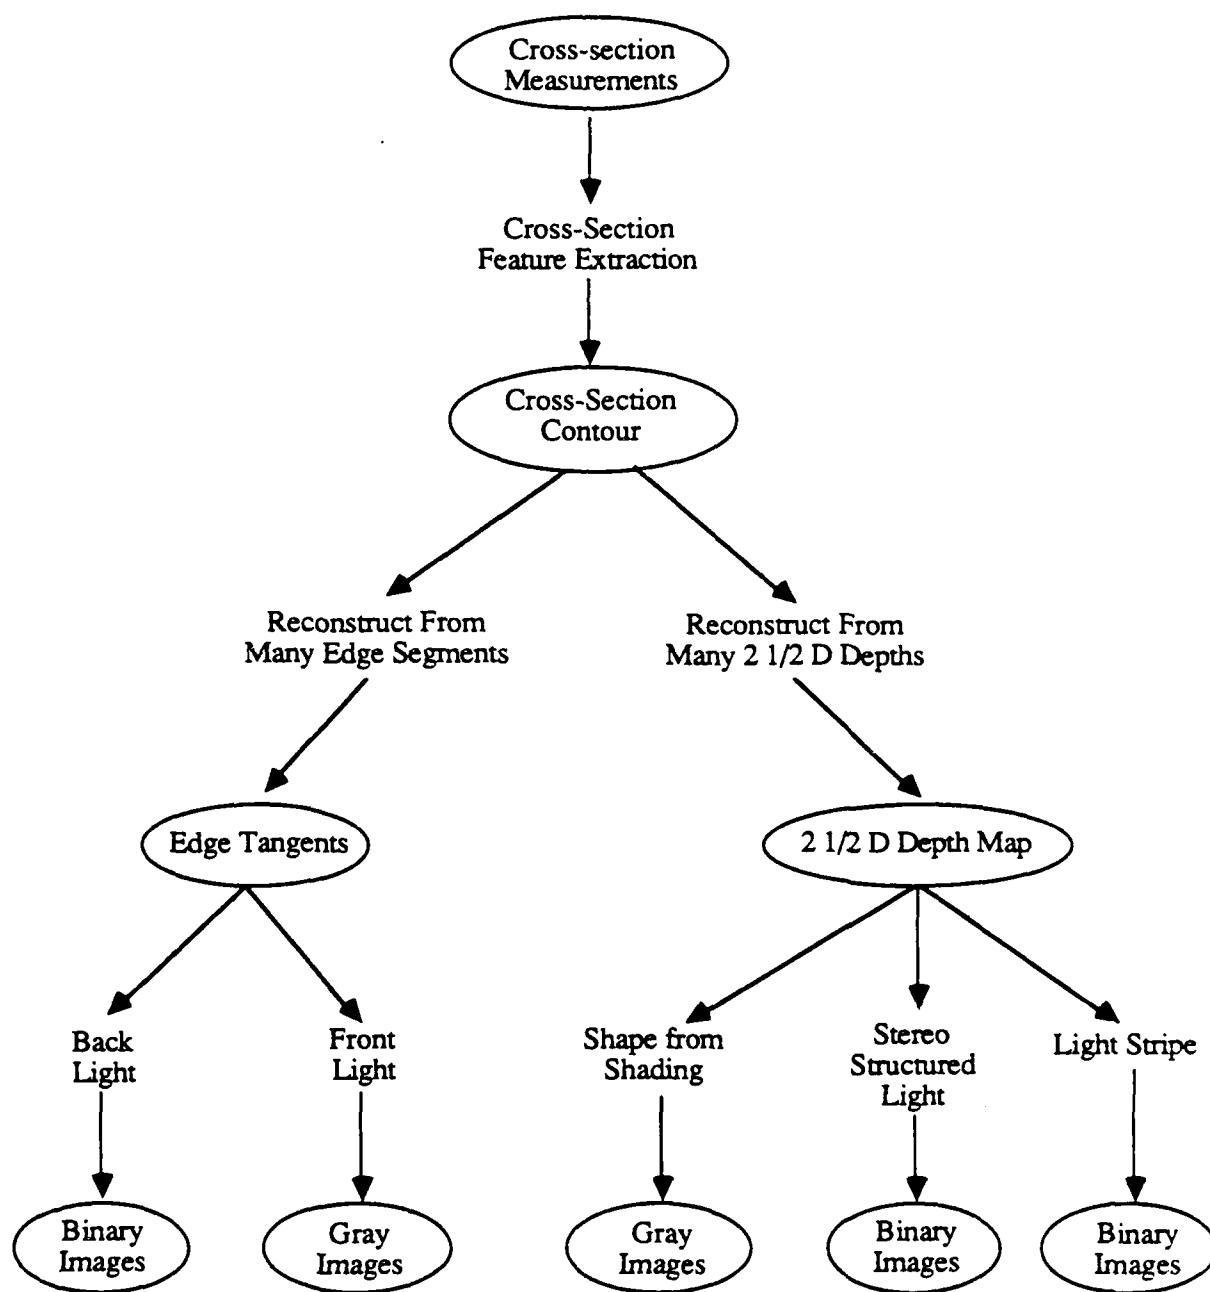 Cross-section
Measurements
Cross-Section
Feature Extraction
Cross-Section
Contour
Reconstruct From
Many Edge Segments
Reconstruct From
Many 2 1/2 D Depths
Edge Tangents
2 1/2 D Depth Map
Back
Light
Front
Light
Shape from
Shading
Stereo
Structured
Light
Light Stripe
Binary
Images
Gray
Images
Gray
Images
Binary
Images
Binary
Images